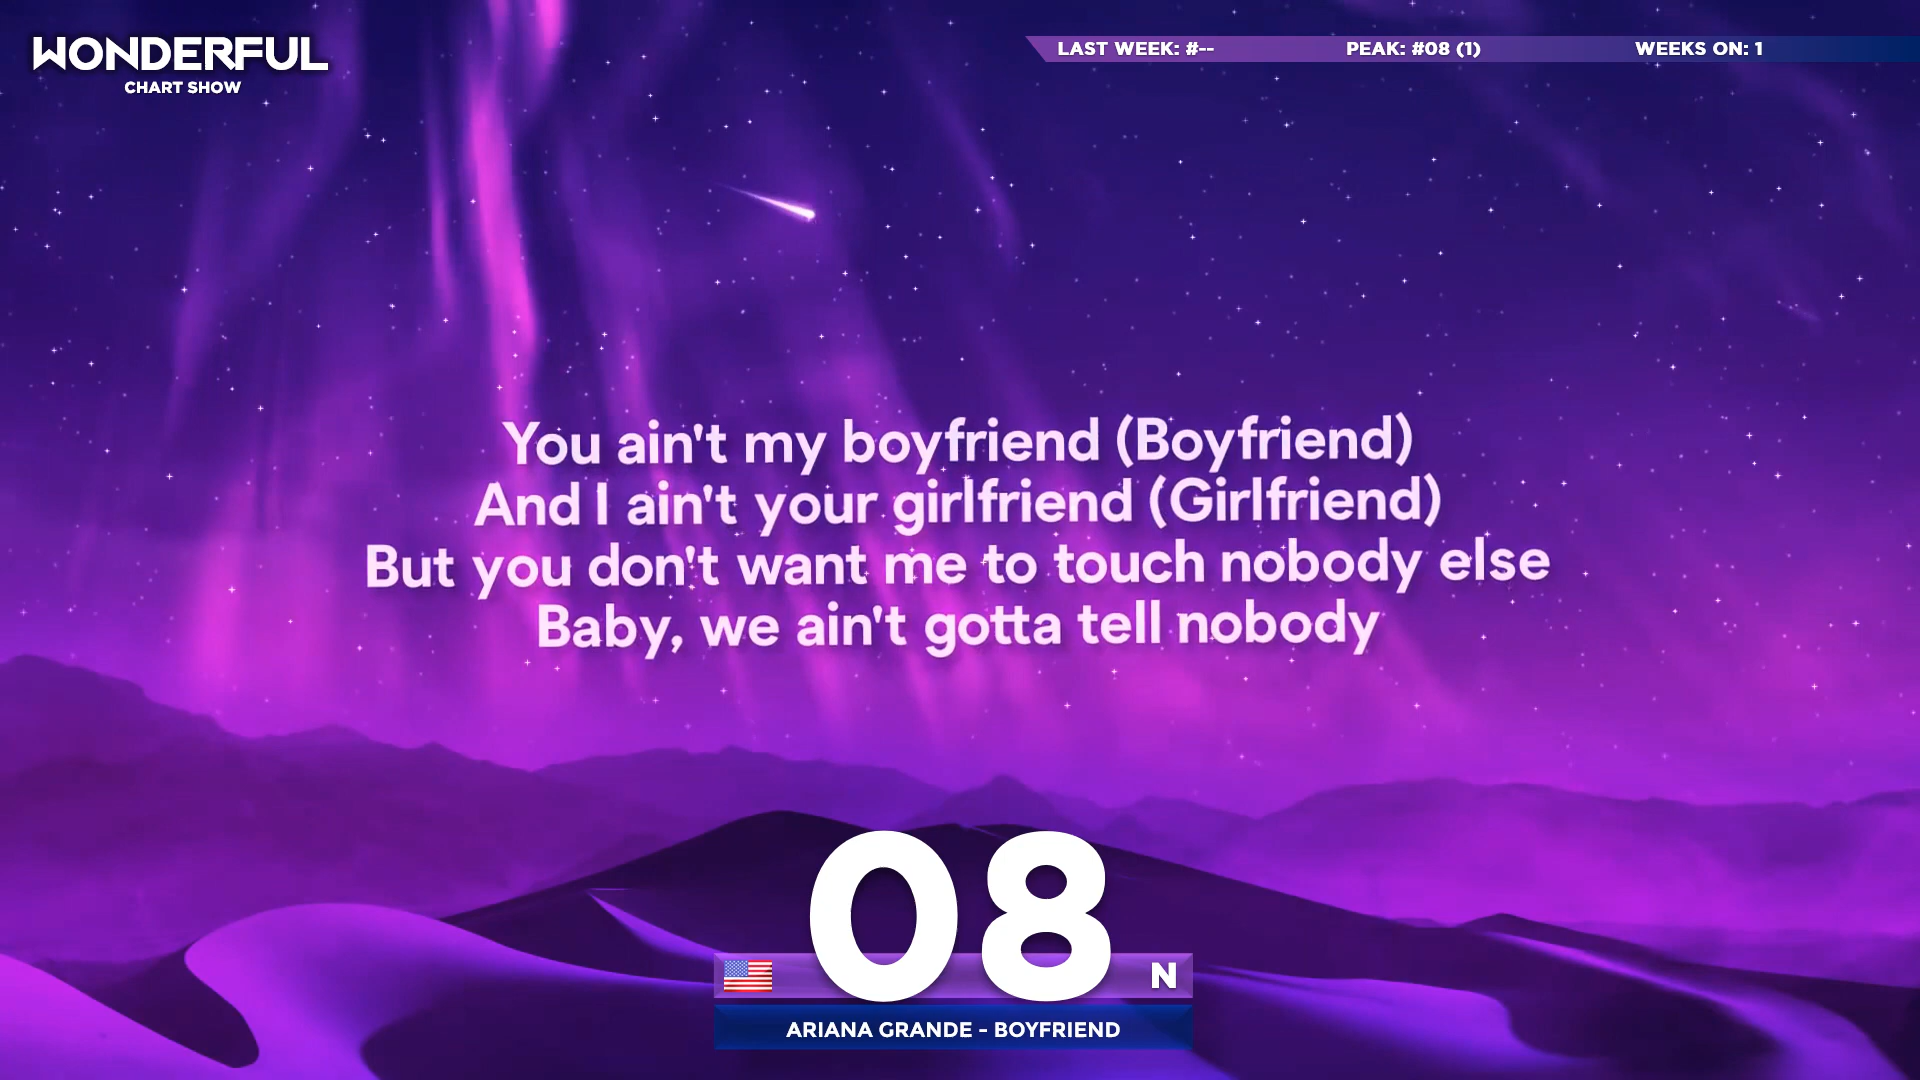 WONDERFUL
CHART SHOW
LAST WEEK: #-- PEAK: #08 (1) WEEKS ON: 1
You ain't my boyfriend (Boyfriend)
And I ain't your girlfriend (Girlfriend)
But you don't want me to touch nobody else
Baby, we ain't gotta tell nobody
08
N
ARIANA GRANDE - BOYFRIEND